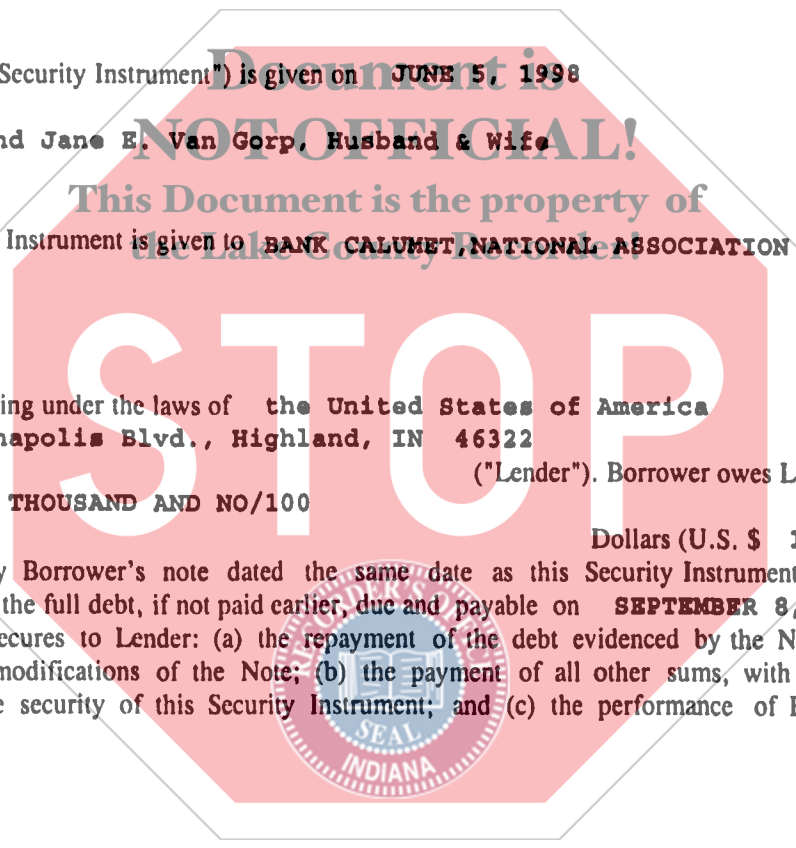 Security Instrument") is given on JUNE 5, 1998
Document is
nd Jane E. Van Gorp, Husband & Wife
NOT OFFICIAL!
This Document is the property of
Instrument is given to BANK CALUMET,NATIONAL ASSOCIATION
the Lake County Recorder!
STOP
ing under the laws of the United States of America
napolis Blvd., Highland, IN 46322
("Lender"). Borrower owes L
THOUSAND AND NO/100
Dollars (U.S. $ 1
y Borrower's note dated the same date as this Security Instrument
the full debt, if not paid earlier, due and payable on SEPTEMBER 8,
ecures to Lender: (a) the repayment of the debt evidenced by the N
modifications of the Note; (b) the payment of all other sums, with
e security of this Security Instrument; and (c) the performance of B
SEAL
INDIANA